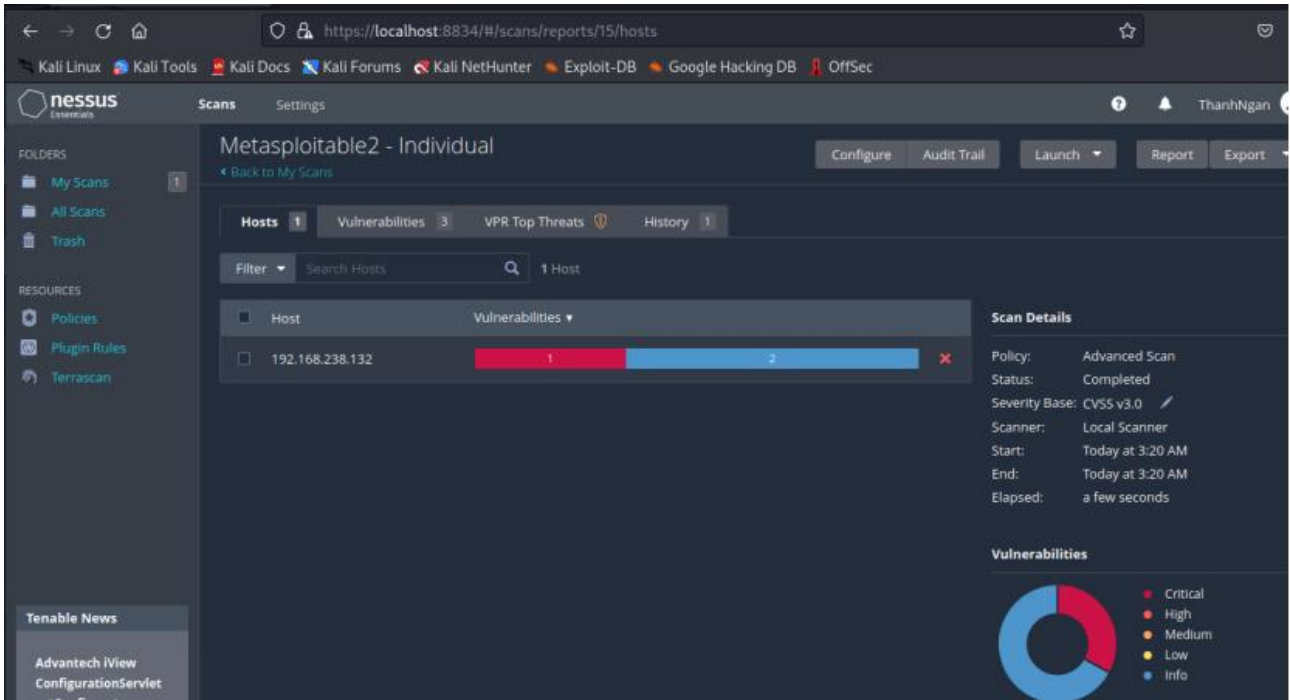 https://localhost:8834/#/scans/reports/15/hosts
Kali Linux Kali Tools Kali Docs Kali Forums Kali NetHunter Exploit-DB Google Hacking DB OffSec
nessus Essentials Scans Settings ThanhNgan
FOLDERS
My Scans 1
All Scans
Trash
RESOURCES
Policies
Plugin Rules
Terrascan
Tenable News
Advantech iView
ConfigurationServlet
Metasploitable2 - Individual
Back to My Scans
Configure Audit Trail Launch Report Export
Hosts 1 Vulnerabilities 3 VPR Top Threats History 1
Filter Search Hosts 1 Host
Host Vulnerabilities
192.168.238.132 1 2
Scan Details
Policy: Advanced Scan
Status: Completed
Severity Base: CVSS v3.0
Scanner: Local Scanner
Start: Today at 3:20 AM
End: Today at 3:20 AM
Elapsed: a few seconds
Vulnerabilities
Critical
High
Medium
Low
Info